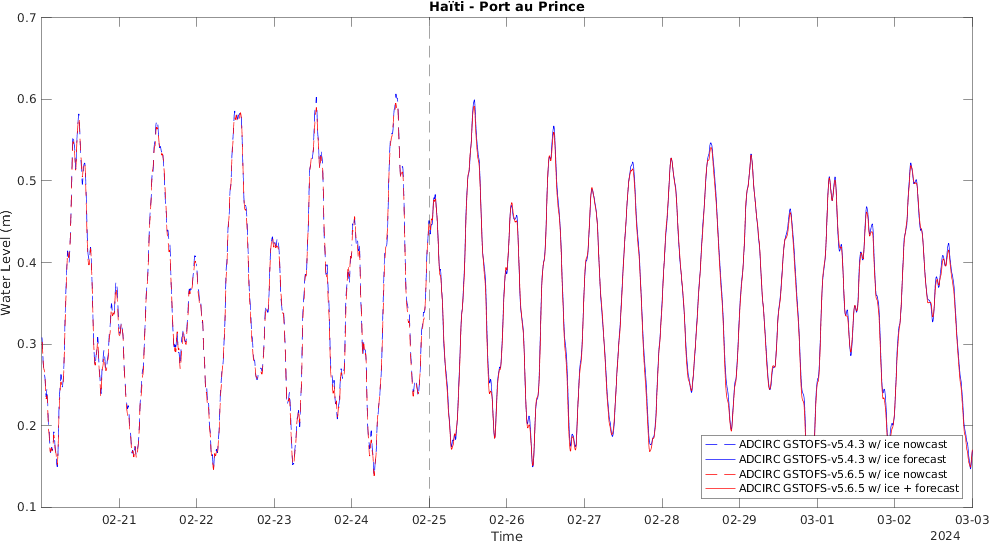 Haïti - Port au Prince
Water Level (m)
0.7
0.6
0.5
0.4
0.3
0.2
0.1
ADCIRC GSTOFS-v5.4.3 w/ ice nowcast
ADCIRC GSTOFS-v5.4.3 w/ ice forecast
ADCIRC GSTOFS-v5.6.5 w/ ice nowcast
ADCIRC GSTOFS-v5.6.5 w/ ice + forecast
02-21 02-22 02-23 02-24 02-25 02-26 02-27 02-28 02-29 03-01 03-02 03-03
Time
2024